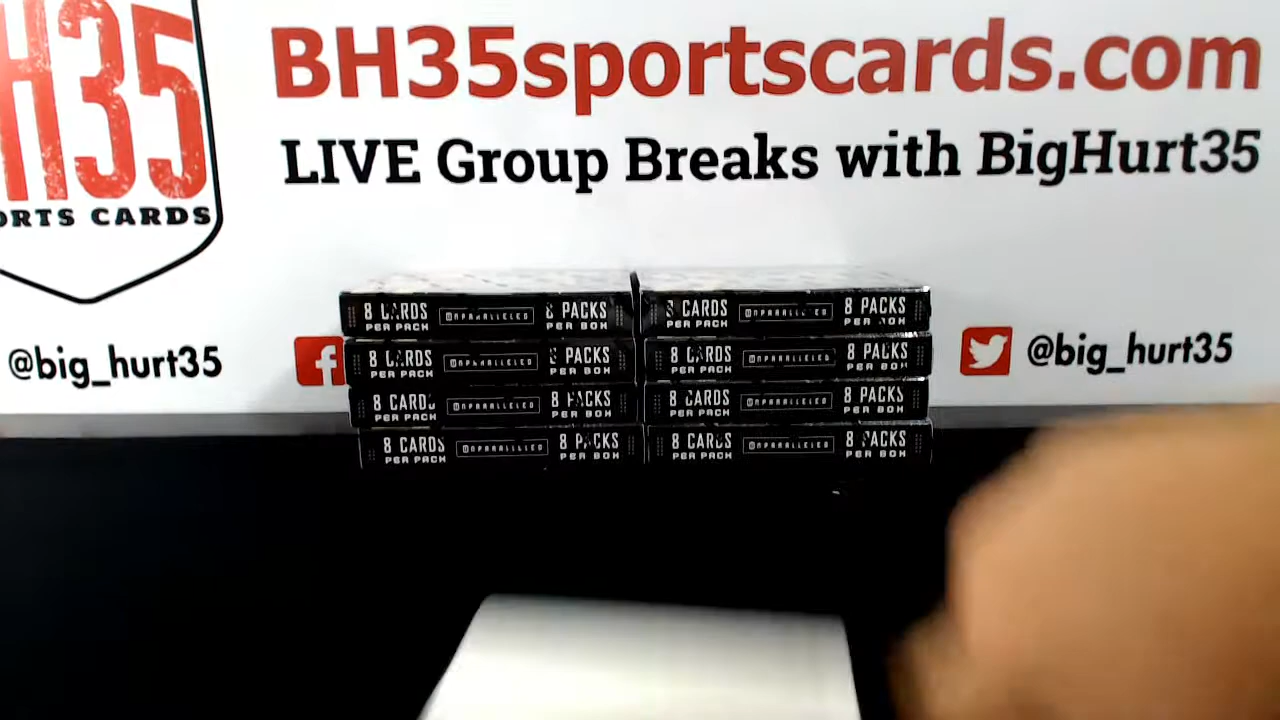 H35
ORTS CARDS
BH35sportscards.com
LIVE Group Breaks with BigHurt35
@big_hurt35
f
@big_hurt35
8 CARDS PER PACK UNPARALLELED 8 PACKS PER BOX
8 CARDS PER PACK UNPARALLELED 8 PACKS PER BOX
8 CARDS PER PACK UNPARALLELED 8 PACKS PER BOX
8 CARDS PER PACK UNPARALLELED 8 PACKS PER BOX
8 CARDS PER PACK UNPARALLELED 8 PACKS PER BOX
8 CARDS PER PACK UNPARALLELED 8 PACKS PER BOX
8 CARDS PER PACK UNPARALLELED 8 PACKS PER BOX
8 CARDS PER PACK UNPARALLELED 8 PACKS PER BOX